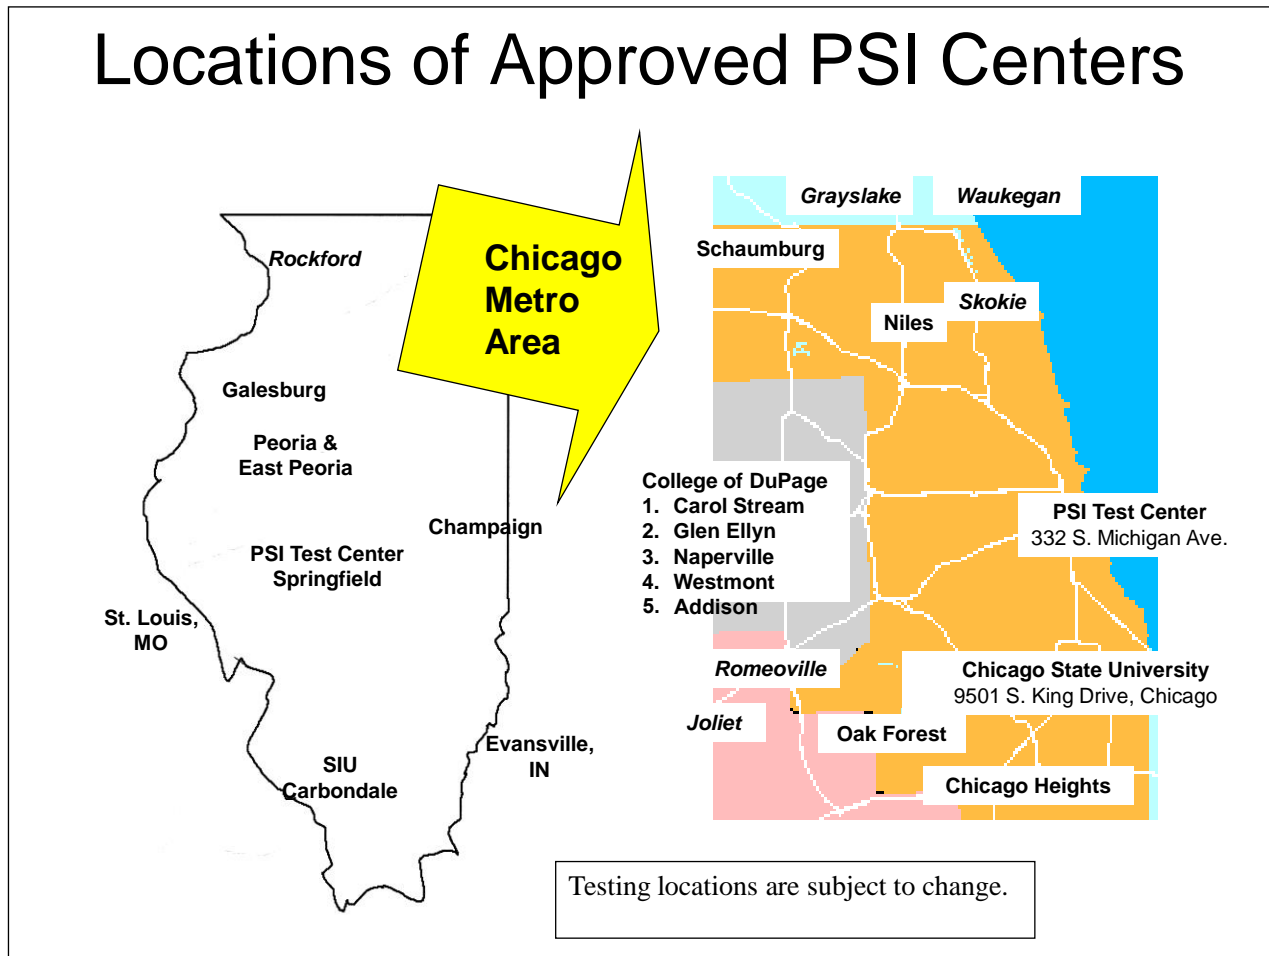 Locations of Approved PSI Centers
Rockford
Galesburg
Peoria &
East Peoria
Champaign
PSI Test Center
Springfield
St. Louis,
MO
Evansville,
IN
SIU
Carbondale
Chicago
Metro
Area
Grayslake
Waukegan
Schaumburg
Skokie
Niles
College of DuPage
1. Carol Stream
2. Glen Ellyn
3. Naperville
4. Westmont
5. Addison
PSI Test Center
332 S. Michigan Ave.
Romeoville
Chicago State University
9501 S. King Drive, Chicago
Joliet
Oak Forest
Chicago Heights
Testing locations are subject to change.